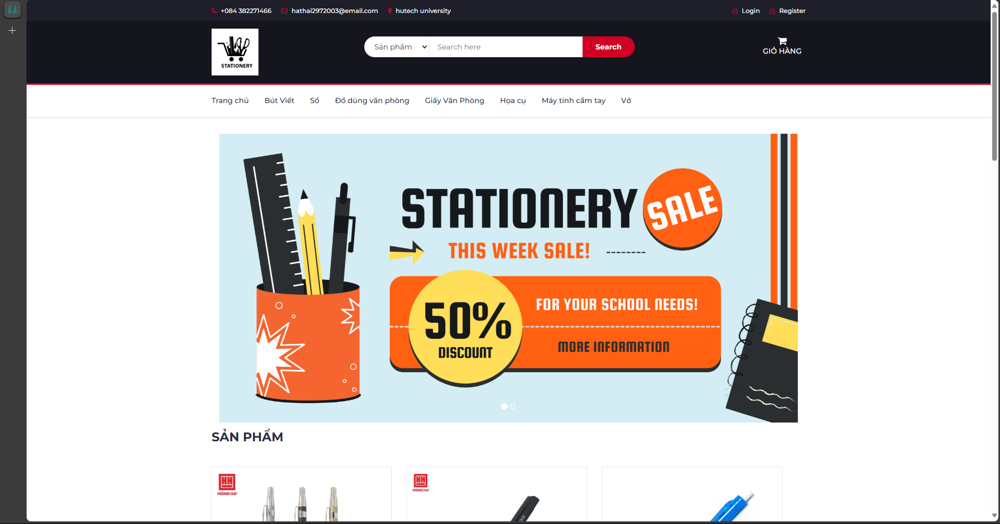 +084 382271466 hathai2972003@email.com hutech university Login Register
STATIONERY
Sản phẩm Search here Search
GIỎ HÀNG
Trang chủ Bút Viết Sổ Đồ dùng văn phòng Giấy Văn Phòng Họa cụ Máy tính cầm tay Vở
STATIONERY SALE
THIS WEEK SALE!
50%
DISCOUNT
FOR YOUR SCHOOL NEEDS!
MORE INFORMATION
SẢN PHẨM
HH
HONG HA
HH
HONG HA